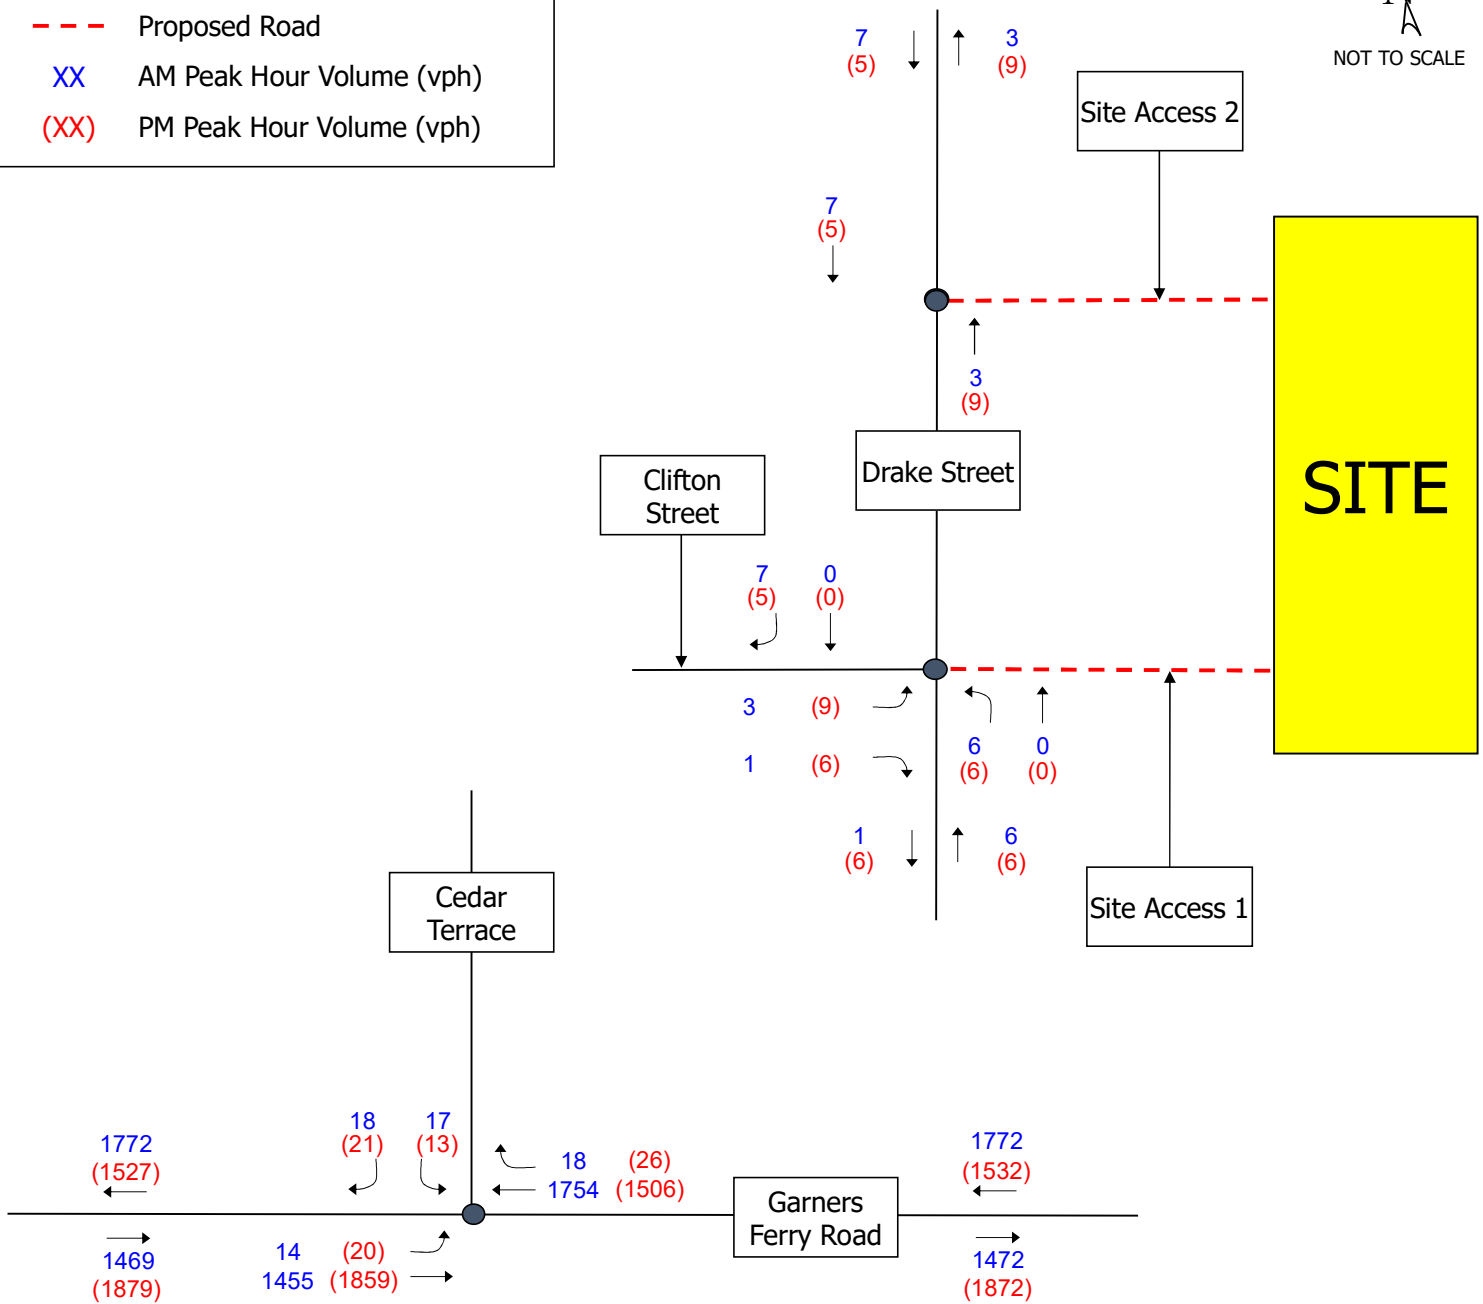 Proposed Road
XX AM Peak Hour Volume (vph)
(XX) PM Peak Hour Volume (vph)
NOT TO SCALE
7 3
(5) (9)
Site Access 2
7
(5)
3
(9)
SITE
Drake Street
Clifton
Street
7 0
(5) (0)
3 (9)
6 0
(6) (0)
1 (6)
1 6
(6) (6)
Site Access 1
Cedar
Terrace
18 17
(21) (13)
1772
(1527)
18 (26)
1754 (1506)
1772
(1532)
Garners
Ferry Road
1469
(1879)
14 (20)
1455 (1859)
1472
(1872)